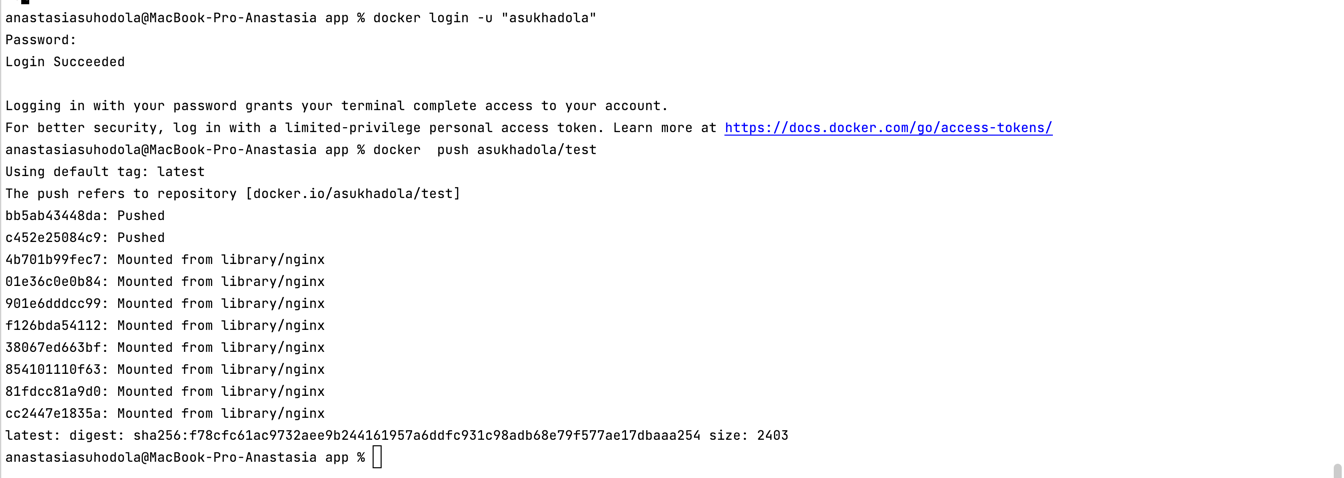 anastasiasuhodola@MacBook-Pro-Anastasia app % docker login -u "asukhadola"
Password:
Login Succeeded
Logging in with your password grants your terminal complete access to your account.
For better security, log in with a limited-privilege personal access token. Learn more at https://docs.docker.com/go/access-tokens/
anastasiasuhodola@MacBook-Pro-Anastasia app % docker  push asukhadola/test
Using default tag: latest
The push refers to repository [docker.io/asukhadola/test]
bb5ab43448da: Pushed
c452e25084c9: Pushed
4b701b99fec7: Mounted from library/nginx
01e36c0e0b84: Mounted from library/nginx
901e6dddcc99: Mounted from library/nginx
f126bda54112: Mounted from library/nginx
38067ed663bf: Mounted from library/nginx
854101110f63: Mounted from library/nginx
81fdcc81a9d0: Mounted from library/nginx
cc2447e1835a: Mounted from library/nginx
latest: digest: sha256:f78cfc61ac9732aee9b244161957a6ddfc931c98adb68e79f577ae17dbaaa254 size: 2403
anastasiasuhodola@MacBook-Pro-Anastasia app %